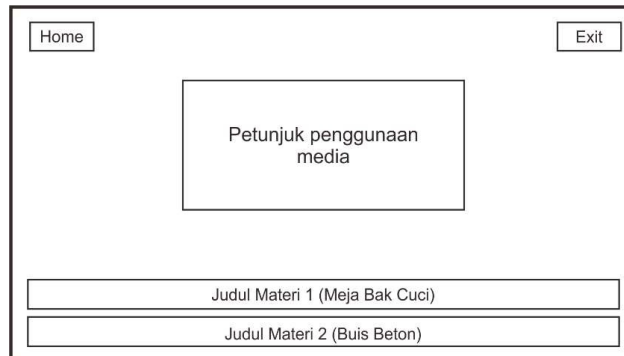 Home
Exit
Petunjuk penggunaan
media
Judul Materi 1 (Meja Bak Cuci)
Judul Materi 2 (Buis Beton)